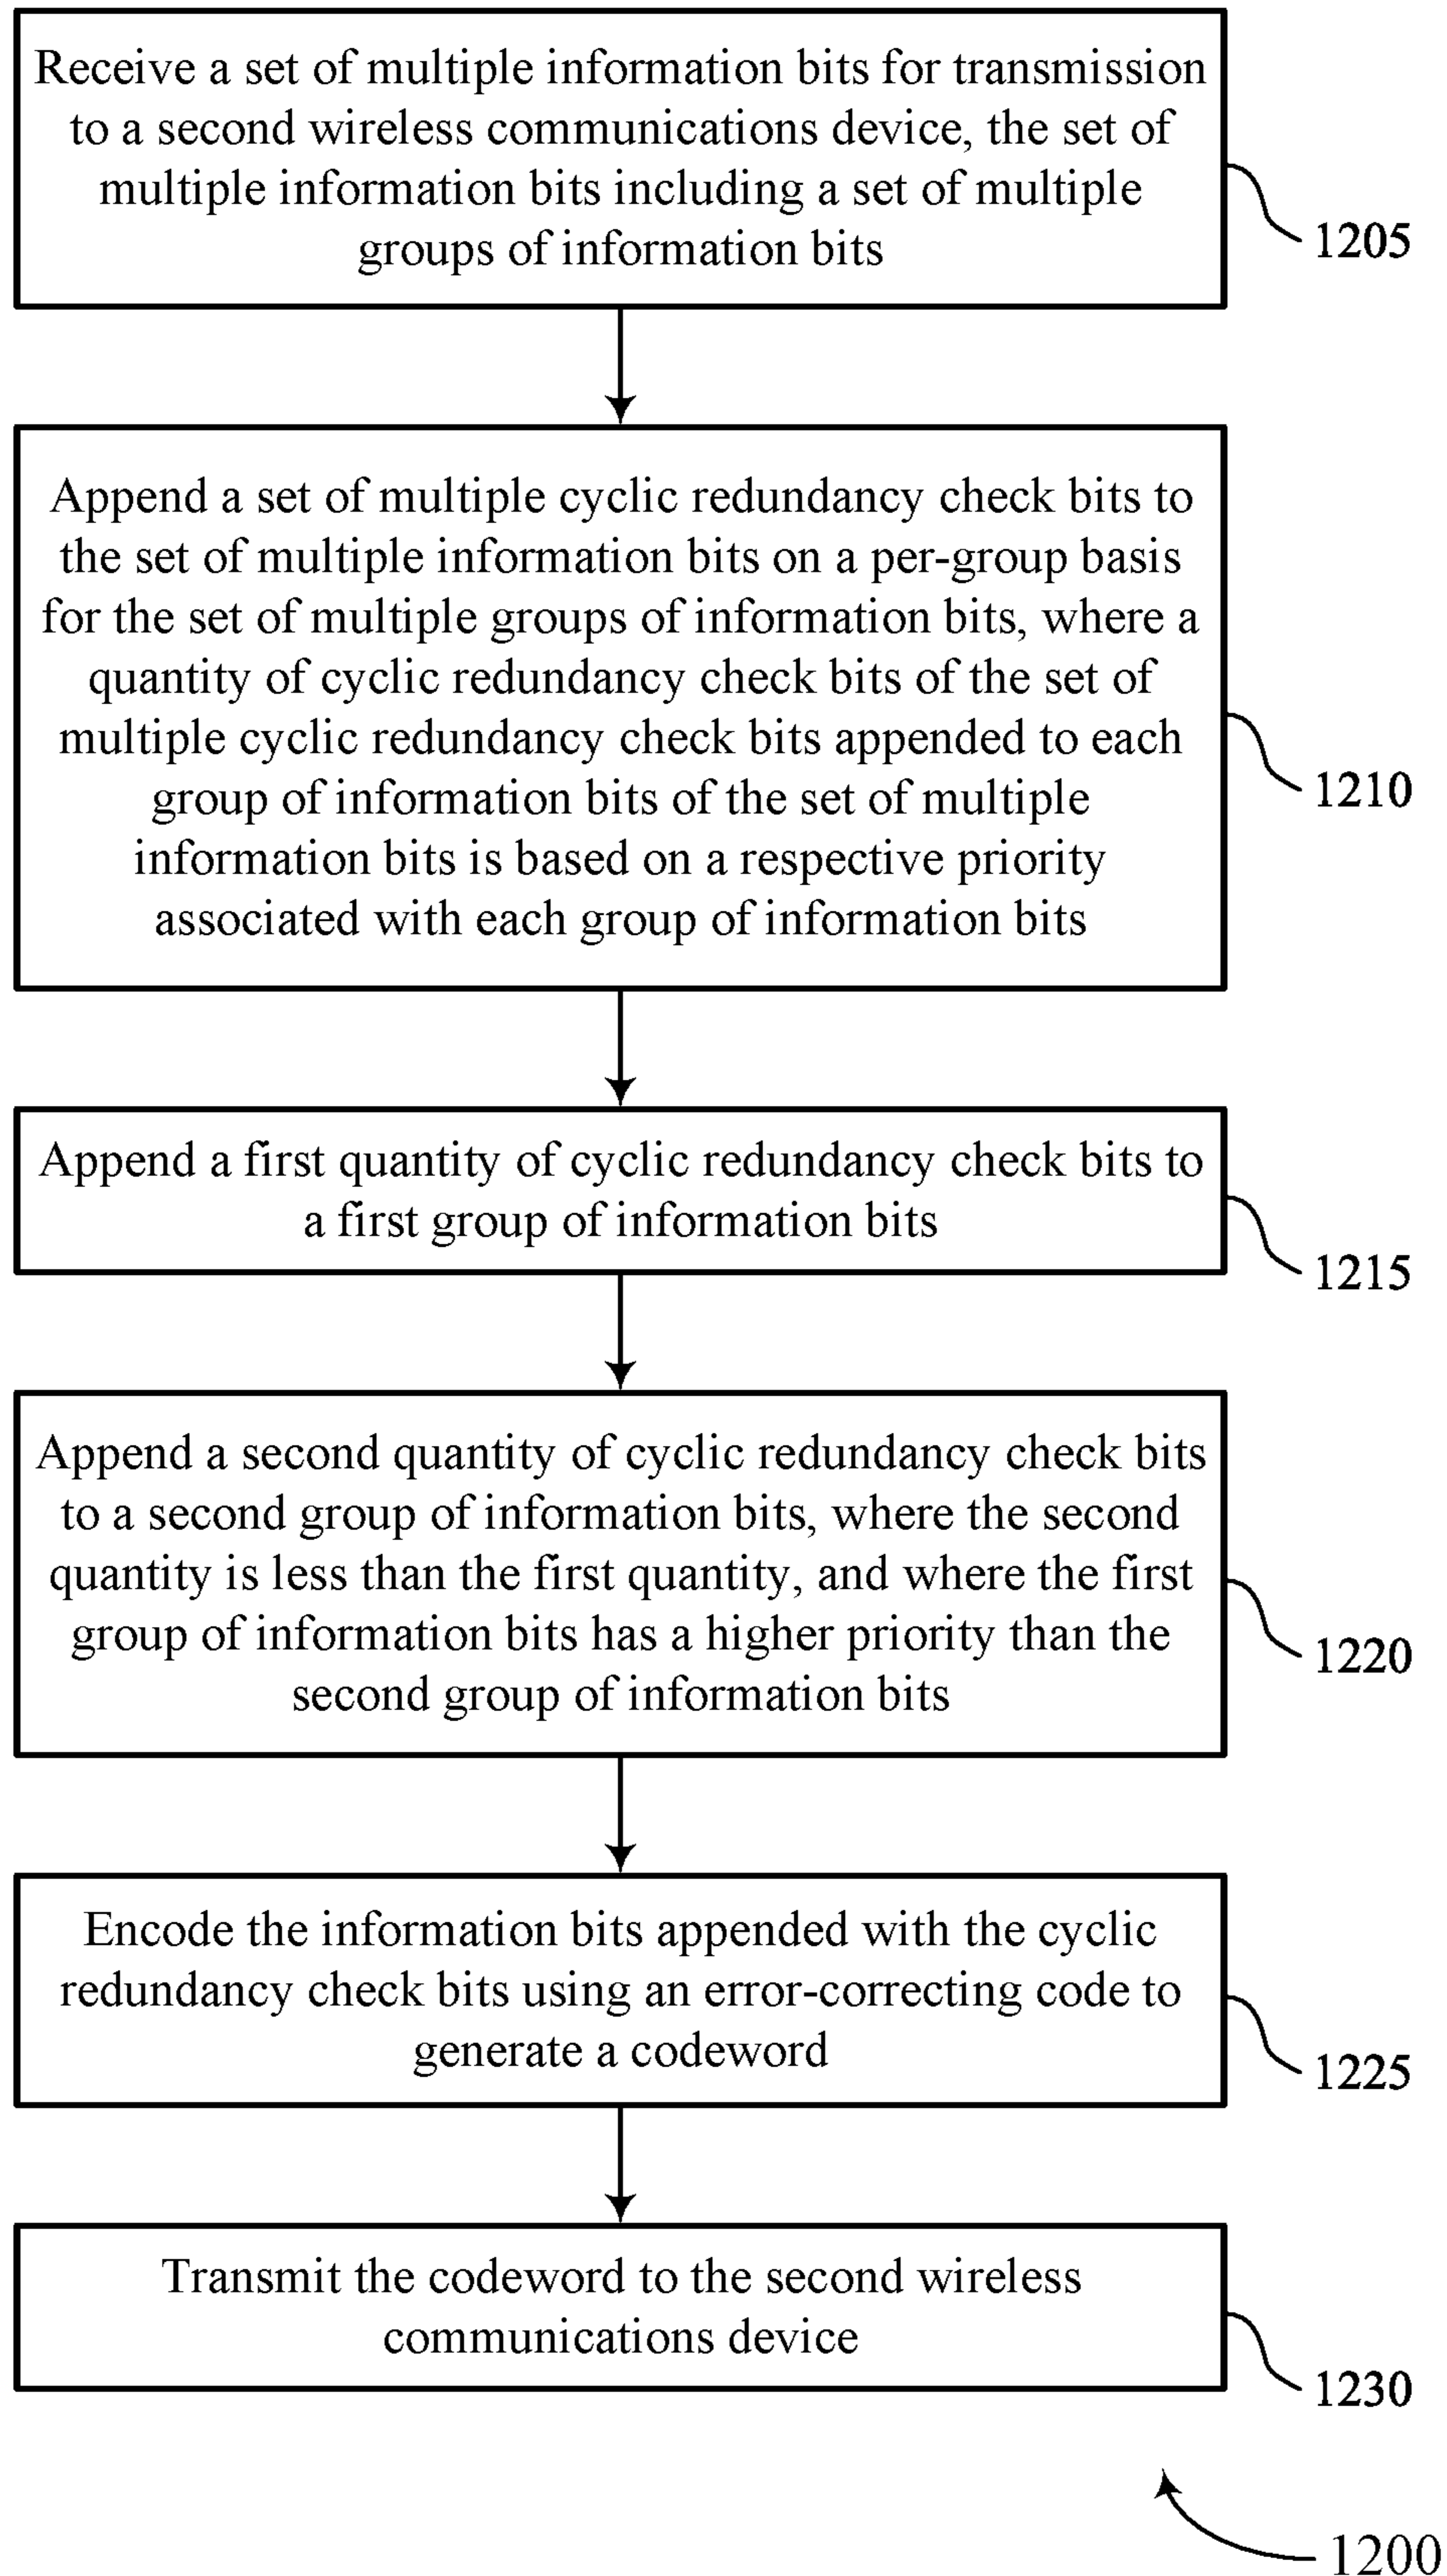 Receive a set of multiple information bits for transmission
to a second wireless communications device, the set of
multiple information bits including a set of multiple
groups of information bits
1205
Append a set of multiple cyclic redundancy check bits to
the set of multiple information bits on a per-group basis
for the set of multiple groups of information bits, where a
quantity of cyclic redundancy check bits of the set of
multiple cyclic redundancy check bits appended to each
group of information bits of the set of multiple
information bits is based on a respective priority
associated with each group of information bits
1210
Append a first quantity of cyclic redundancy check bits to
a first group of information bits
1215
Append a second quantity of cyclic redundancy check bits
to a second group of information bits, where the second
quantity is less than the first quantity, and where the first
group of information bits has a higher priority than the
second group of information bits
1220
Encode the information bits appended with the cyclic
redundancy check bits using an error-correcting code to
generate a codeword
1225
Transmit the codeword to the second wireless
communications device
1230
1200